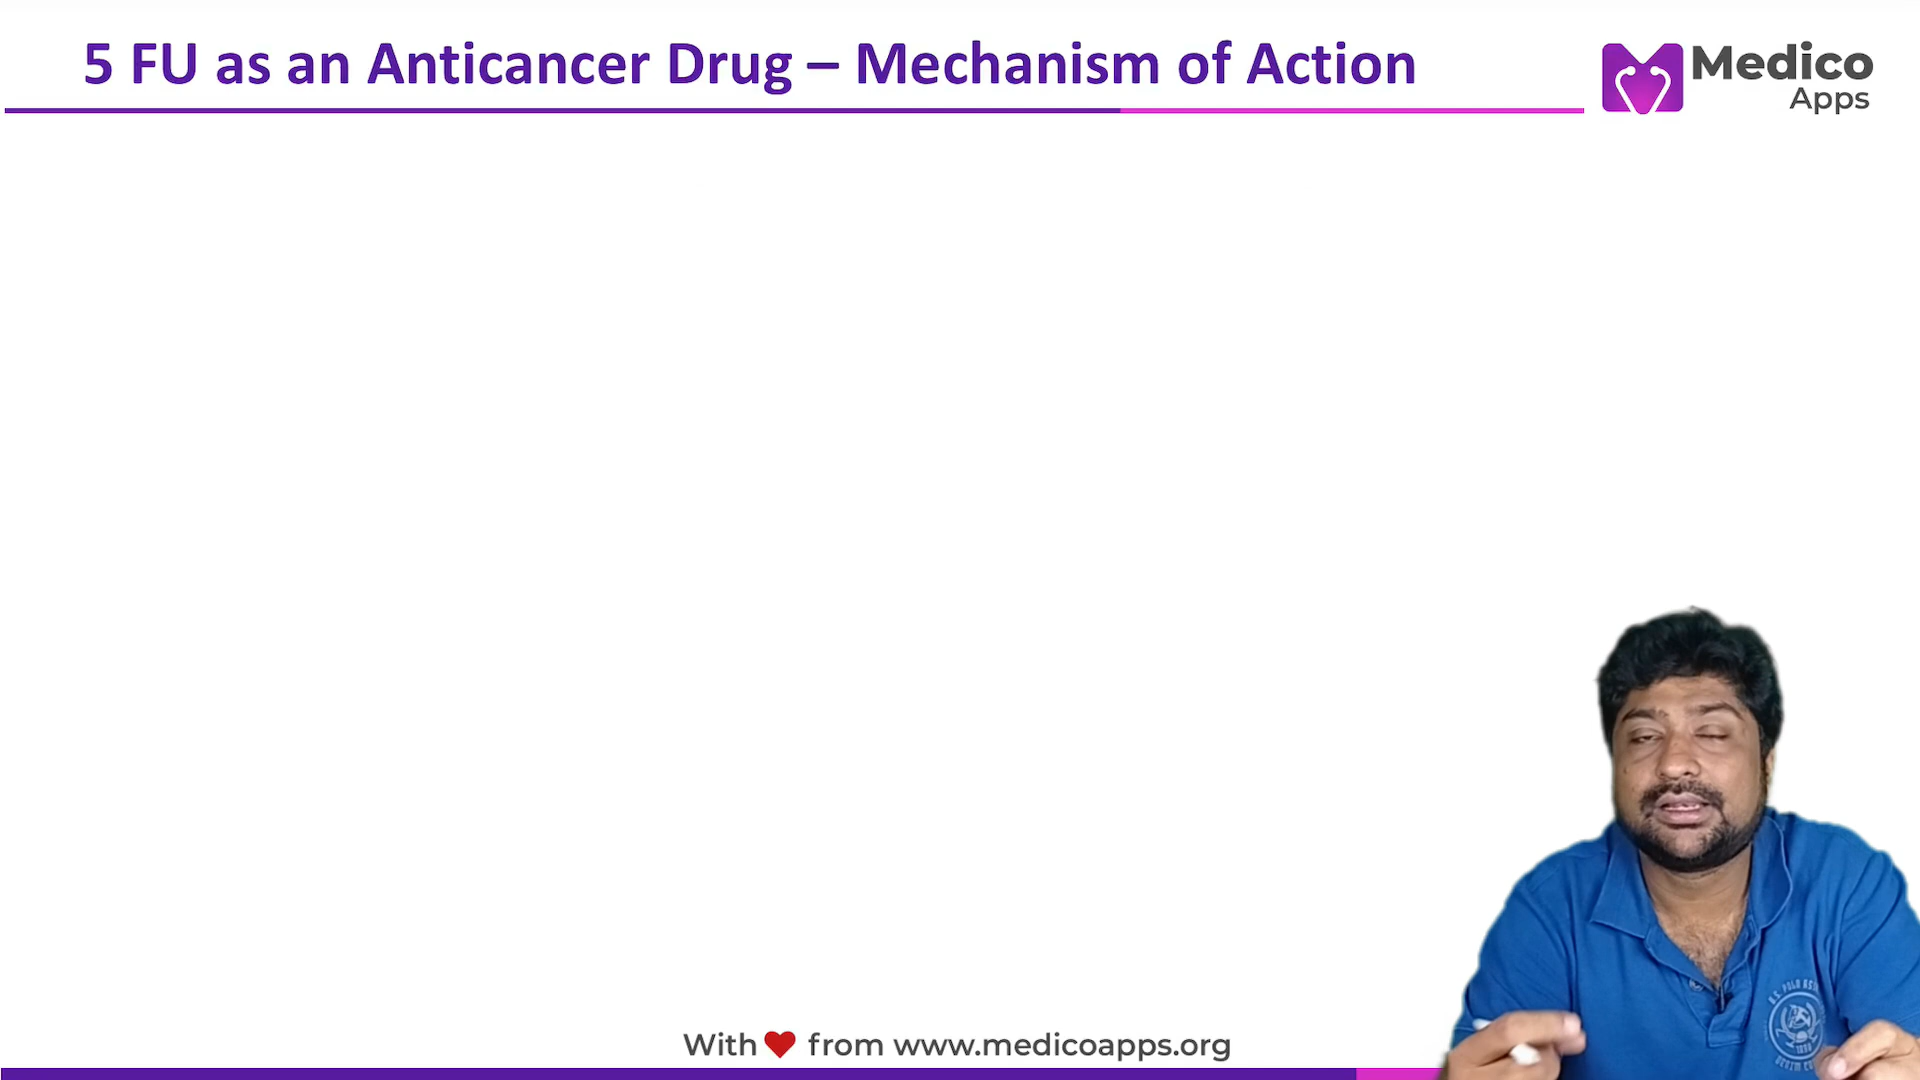 5 FU as an Anticancer Drug – Mechanism of Action
Medico
Apps
With ❤ from www.medicoapps.org